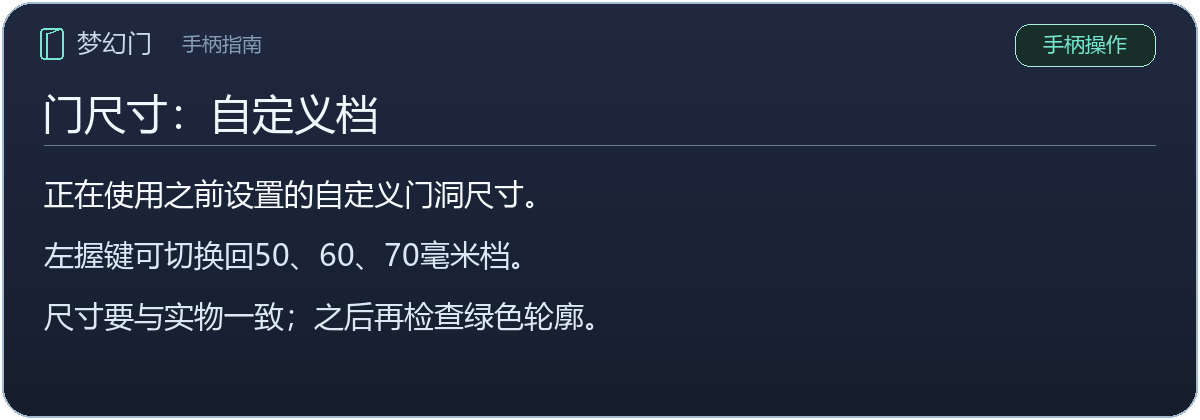 梦幻门 手柄指南 手柄操作
门尺寸：自定义档
正在使用之前设置的自定义门洞尺寸。
左握键可切换回50、60、70毫米档。
尺寸要与实物一致；之后再检查绿色轮廓。